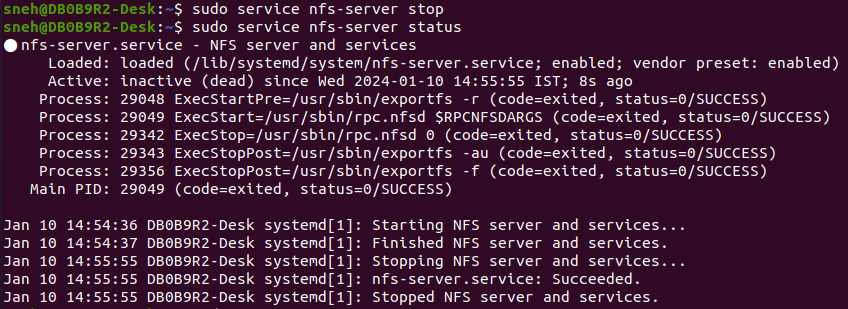 sneh@DB0B9R2-Desk:~$ sudo service nfs-server stop
sneh@DB0B9R2-Desk:~$ sudo service nfs-server status
● nfs-server.service - NFS server and services
     Loaded: loaded (/lib/systemd/system/nfs-server.service; enabled; vendor preset: enabled)
     Active: inactive (dead) since Wed 2024-01-10 14:55:55 IST; 8s ago
    Process: 29048 ExecStartPre=/usr/sbin/exportfs -r (code=exited, status=0/SUCCESS)
    Process: 29049 ExecStart=/usr/sbin/rpc.nfsd $RPCNFSDARGS (code=exited, status=0/SUCCESS)
    Process: 29342 ExecStop=/usr/sbin/rpc.nfsd 0 (code=exited, status=0/SUCCESS)
    Process: 29343 ExecStopPost=/usr/sbin/exportfs -au (code=exited, status=0/SUCCESS)
    Process: 29356 ExecStopPost=/usr/sbin/exportfs -f (code=exited, status=0/SUCCESS)
   Main PID: 29049 (code=exited, status=0/SUCCESS)

Jan 10 14:54:36 DB0B9R2-Desk systemd[1]: Starting NFS server and services...
Jan 10 14:54:37 DB0B9R2-Desk systemd[1]: Finished NFS server and services.
Jan 10 14:55:55 DB0B9R2-Desk systemd[1]: Stopping NFS server and services...
Jan 10 14:55:55 DB0B9R2-Desk systemd[1]: nfs-server.service: Succeeded.
Jan 10 14:55:55 DB0B9R2-Desk systemd[1]: Stopped NFS server and services.